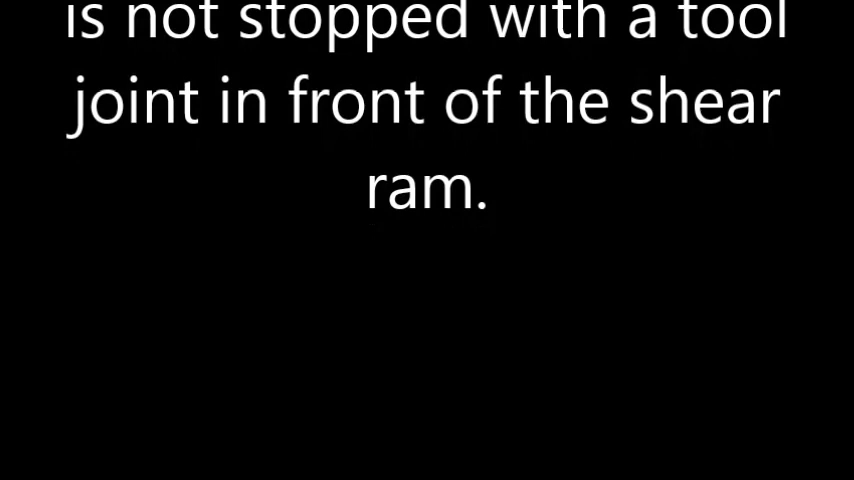 is not stopped with a tool
joint in front of the shear
ram.